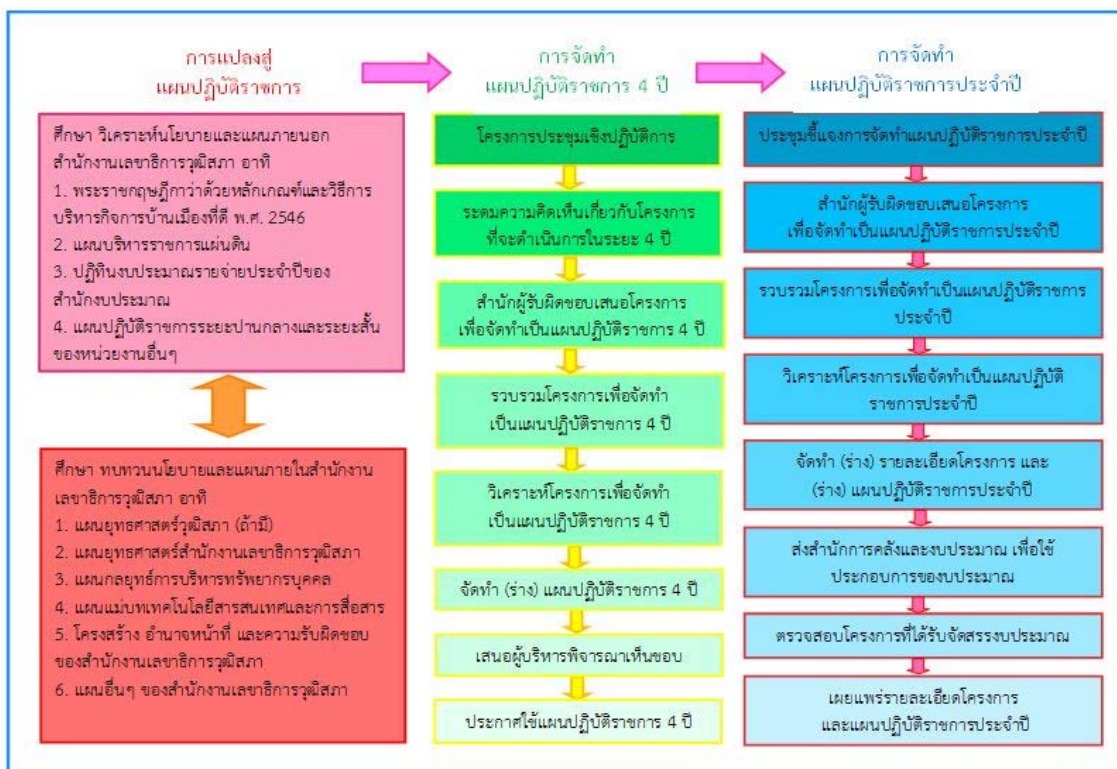 การแปลงสู่
แผนปฏิบัติราชการ
ศึกษา วิเคราะห์นโยบายและแผนภายนอก
สำนักงานเลขาธิการวุฒิสภา อาทิ
1. พระราชกฤษฎีกาว่าด้วยหลักเกณฑ์และวิธีการ
บริหารกิจการบ้านเมืองที่ดี พ.ศ. 2546
2. แผนบริหารราชการแผ่นดิน
3. ปฏิทินงบประมาณรายจ่ายประจำปีของ
สำนักงบประมาณ
4. แผนปฏิบัติราชการระยะปานกลางและระยะสั้น
ของหน่วยงานอื่นๆ
ศึกษา ทบทวนนโยบายและแผนภายในสำนักงาน
เลขาธิการวุฒิสภา อาทิ
1. แผนยุทธศาสตร์วุฒิสภา (ถ้ามี)
2. แผนยุทธศาสตร์สำนักงานเลขาธิการวุฒิสภา
3. แผนกลยุทธ์การบริหารทรัพยากรบุคคล
4. แผนแม่บทเทคโนโลยีสารสนเทศและการสื่อสาร
5. โครงสร้าง อำนาจหน้าที่ และความรับผิดชอบ
ของสำนักงานเลขาธิการวุฒิสภา
6. แผนอื่นๆ ของสำนักงานเลขาธิการวุฒิสภา
การจัดทำ
แผนปฏิบัติราชการ 4 ปี
โครงการประชุมเชิงปฏิบัติการ
ระดมความคิดเห็นเกี่ยวกับโครงการ
ที่จะดำเนินการในระยะ 4 ปี
สำนักผู้รับผิดชอบเสนอโครงการ
เพื่อจัดทำเป็นแผนปฏิบัติราชการ 4 ปี
รวบรวมโครงการเพื่อจัดทำ
เป็นแผนปฏิบัติราชการ 4 ปี
วิเคราะห์โครงการเพื่อจัดทำ
เป็นแผนปฏิบัติราชการ 4 ปี
จัดทำ (ร่าง) แผนปฏิบัติราชการ 4 ปี
เสนอผู้บริหารพิจารณาเห็นชอบ
ประกาศใช้แผนปฏิบัติราชการ 4 ปี
การจัดทำ
แผนปฏิบัติราชการประจำปี
ประชุมชี้แจงการจัดทำแผนปฏิบัติราชการประจำปี
สำนักผู้รับผิดชอบเสนอโครงการ
เพื่อจัดทำเป็นแผนปฏิบัติราชการประจำปี
รวบรวมโครงการเพื่อจัดทำเป็นแผนปฏิบัติราชการ
ประจำปี
วิเคราะห์โครงการเพื่อจัดทำเป็นแผนปฏิบัติ
ราชการประจำปี
จัดทำ (ร่าง) รายละเอียดโครงการ และ
(ร่าง) แผนปฏิบัติราชการประจำปี
ส่งสำนักการคลังและงบประมาณ เพื่อใช้
ประกอบการของบประมาณ
ตรวจสอบโครงการที่ได้รับจัดสรรงบประมาณ
เผยแพร่รายละเอียดโครงการ
และแผนปฏิบัติราชการประจำปี